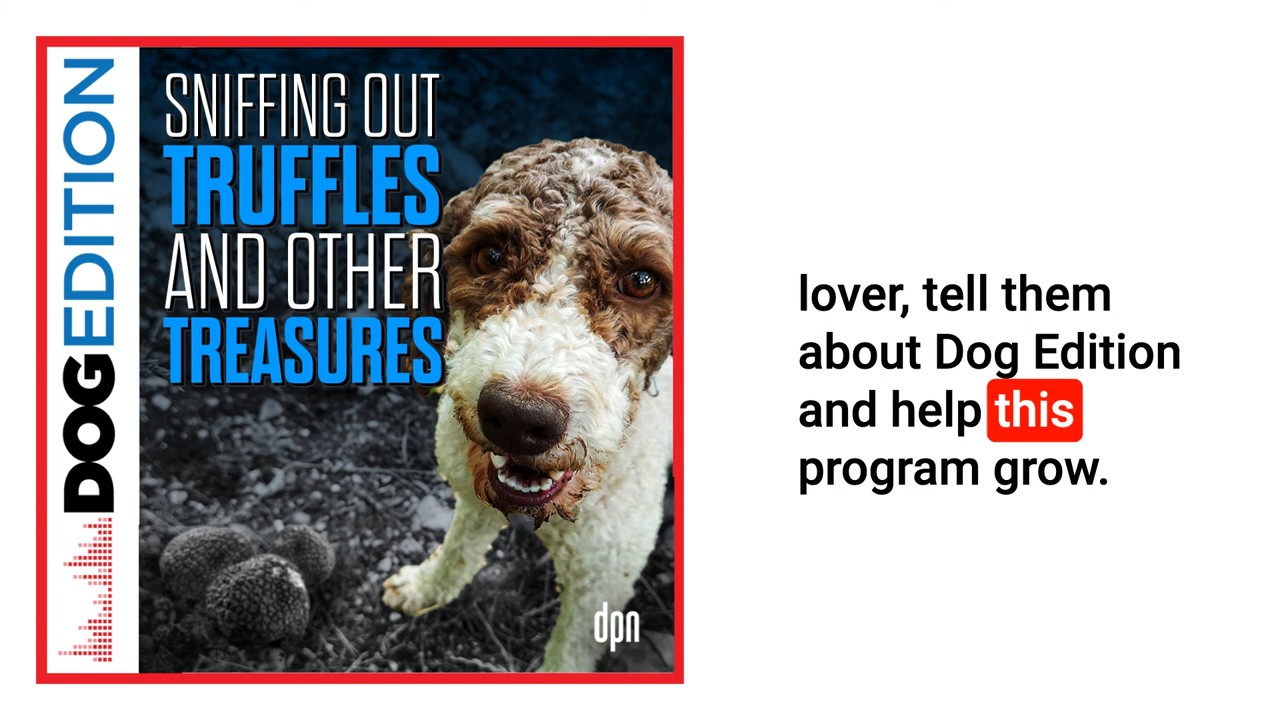 DOGEDITION
SNIFFING OUT
TRUFFLES
AND OTHER
TREASURES
dpn
lover, tell them
about Dog Edition
and help this
program grow.